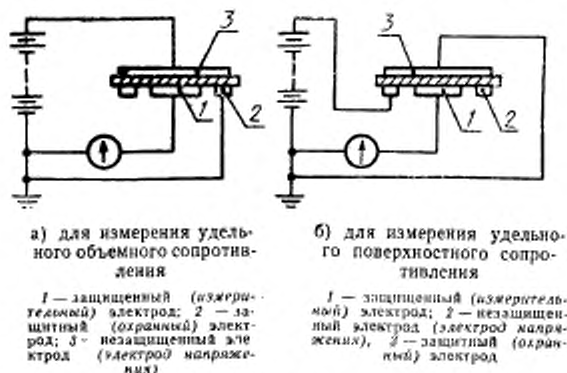 3
а)
1
2
б)
3
1
2
а) для измерения удель-
ного объемного сопротив-
ления
1 — защищенный (измери-
тельный) электрод; 2 — за-
щитный (охранный) элект-
род; 3 - незащищенный эле
ктрод (электрод напряже-
ния)
б) для измерения удельно-
го поверхностного сопро-
тивления
1 — защищенный (измеритель-
ный) электрод; 2 — незащищен-
ный электрод (электрод напря-
жения), 3 — защитный (охран-
ный) электрод